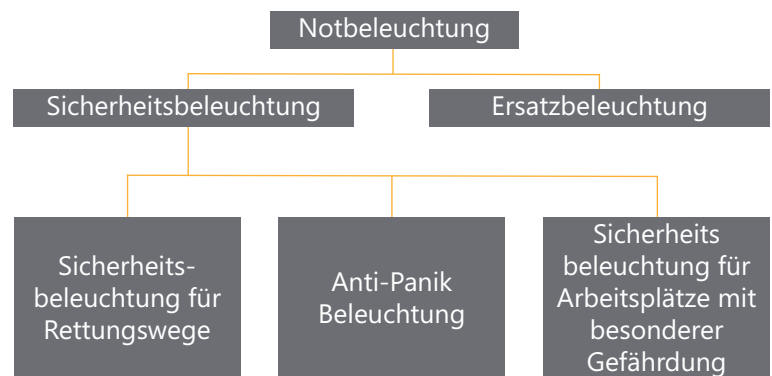 Notbeleuchtung
Sicherheitsbeleuchtung
Ersatzbeleuchtung
Sicherheits-
beleuchtung für
Rettungswege
Anti-Panik
Beleuchtung
Sicherheits
beleuchtung für
Arbeitsplätze mit
besonderer
Gefährdung